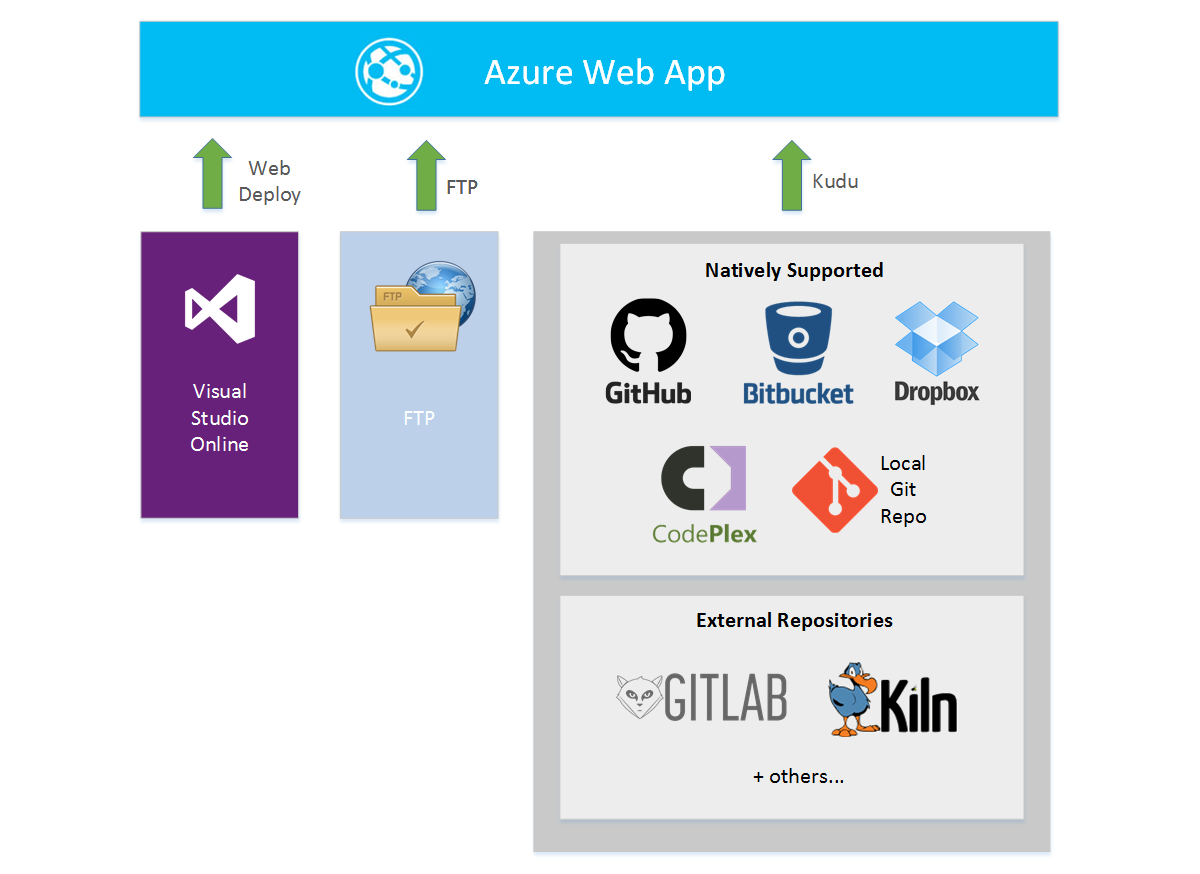 Azure Web App
Web
Deploy
FTP
Kudu
Visual
Studio
Online
FTP
FTP
Natively Supported
GitHub
Bitbucket
Dropbox
CodePlex
Local
Git
Repo
External Repositories
GITLAB
Kiln
+ others...